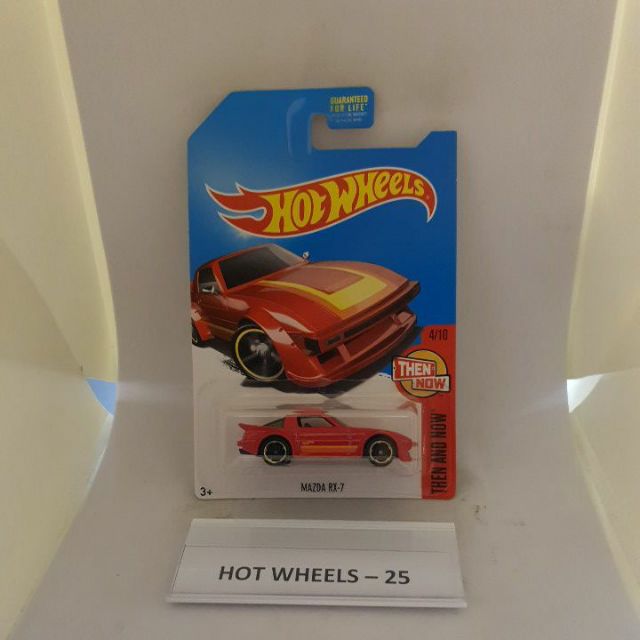 GUARANTEED
FOR LIFE
HOT WHEELS
4/10
THEN AND
NOW
THEN AND NOW
MAZDA RX-7
3+
HOT WHEELS – 25